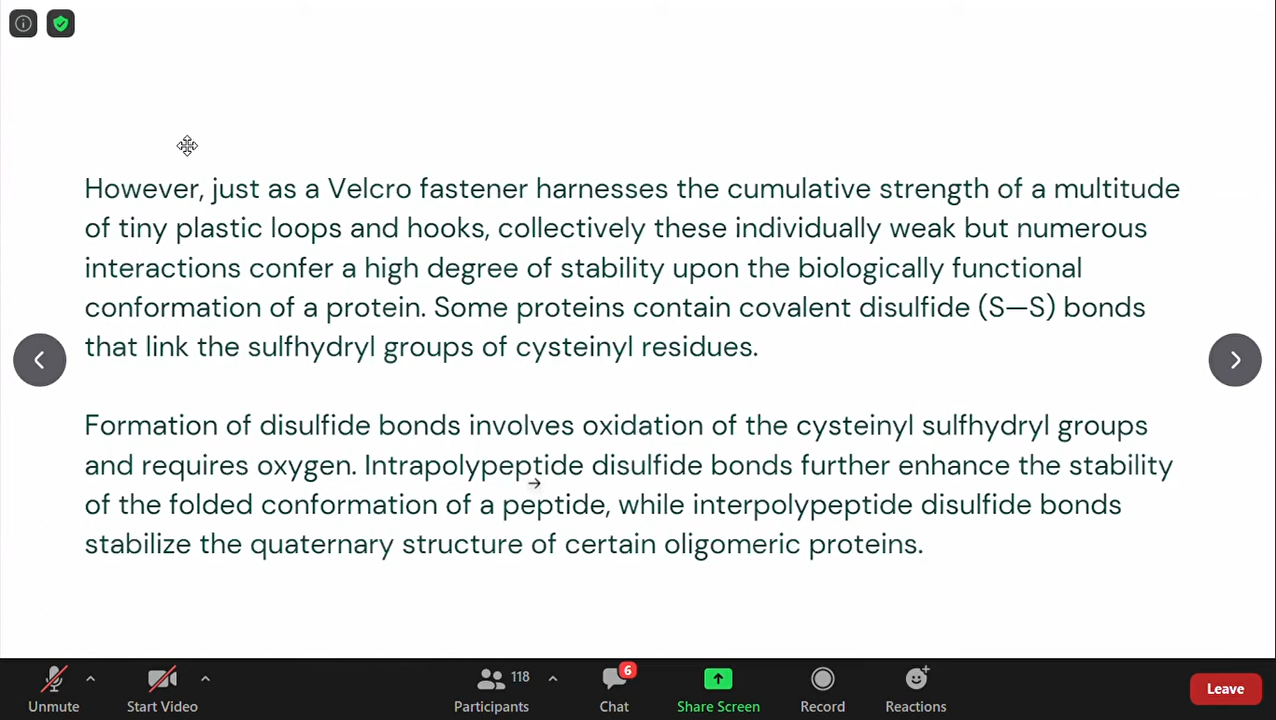 However, just as a Velcro fastener harnesses the cumulative strength of a multitude
of tiny plastic loops and hooks, collectively these individually weak but numerous
interactions confer a high degree of stability upon the biologically functional
conformation of a protein. Some proteins contain covalent disulfide (S—S) bonds
that link the sulfhydryl groups of cysteinyl residues.
Formation of disulfide bonds involves oxidation of the cysteinyl sulfhydryl groups
and requires oxygen. Intrapolypeptide disulfide bonds further enhance the stability
of the folded conformation of a peptide, while interpolypeptide disulfide bonds
stabilize the quaternary structure of certain oligomeric proteins.
118
6
Unmute
Start Video
Participants
Chat
Share Screen
Record
Reactions
Leave